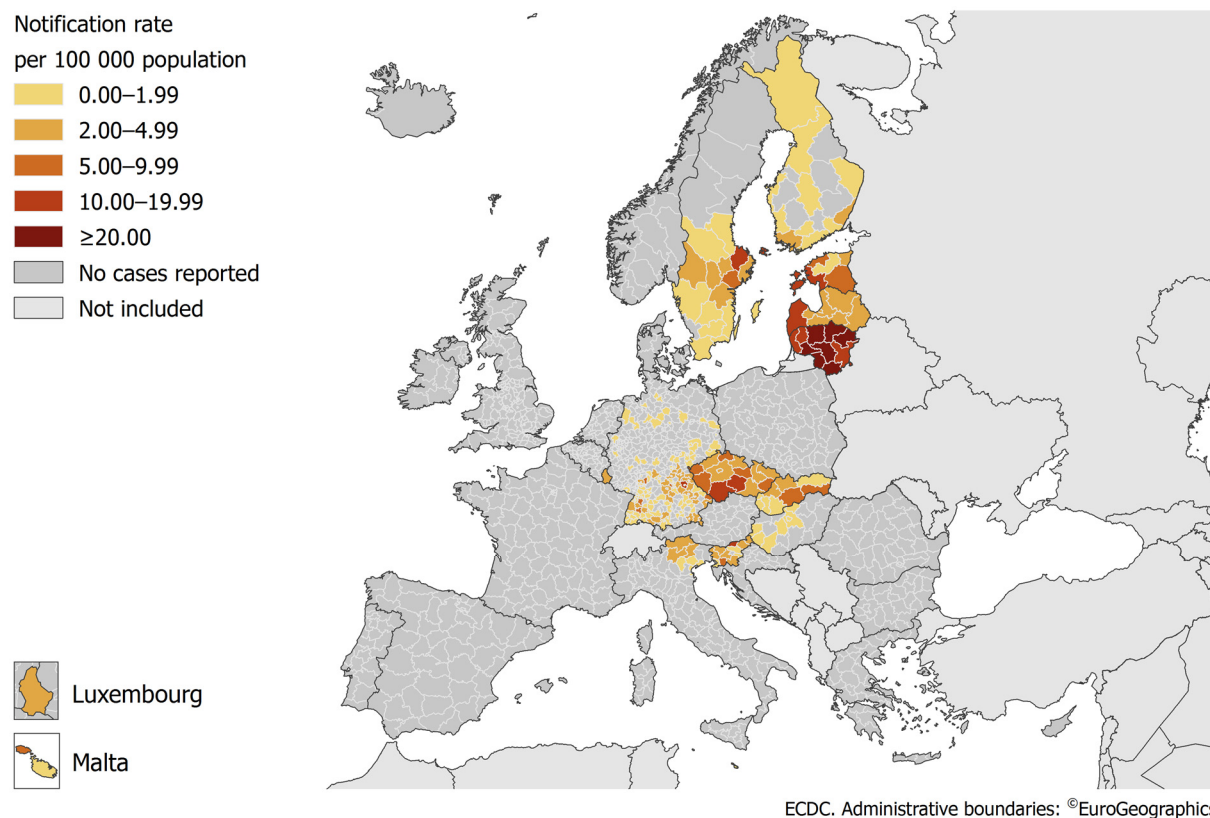 Notification rate
per 100 000 population
0.00–1.99
2.00–4.99
5.00–9.99
10.00–19.99
≥20.00
No cases reported
Not included
Luxembourg
Malta
ECDC. Administrative boundaries: ©EuroGeographics